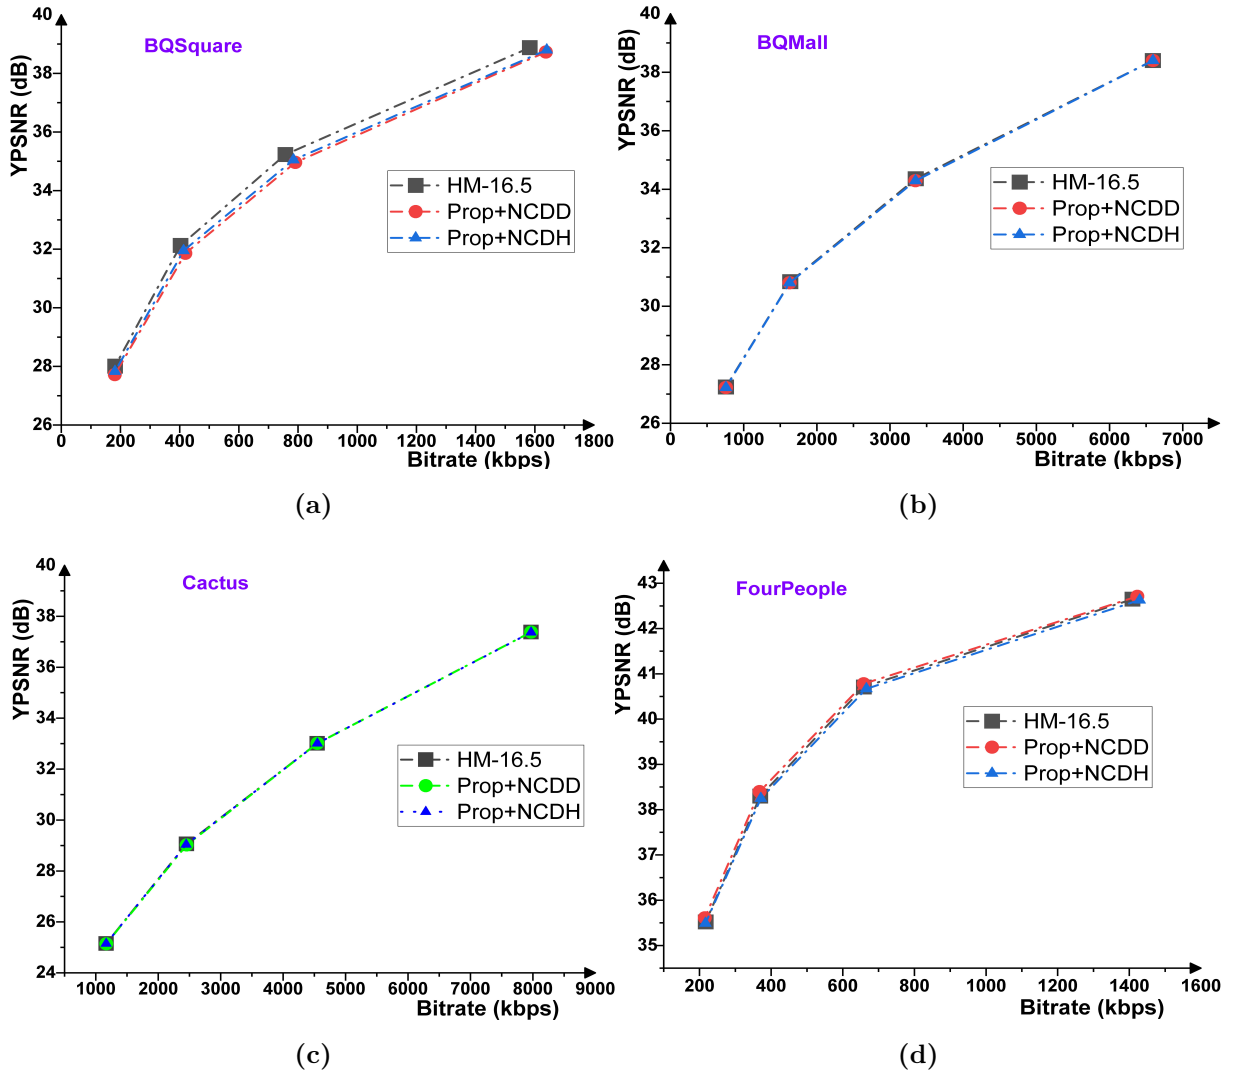 BQSquare
YPSNR (dB)
40
38
36
34
32
30
28
26
0 200 400 600 800 1000 1200 1400 1600 1800
Bitrate (kbps)
HM-16.5
Prop+NCDD
Prop+NCDH
(a)
BQMall
YPSNR (dB)
40
38
36
34
32
30
28
26
0 1000 2000 3000 4000 5000 6000 7000
Bitrate (kbps)
HM-16.5
Prop+NCDD
Prop+NCDH
(b)
Cactus
YPSNR (dB)
40
38
36
34
32
30
28
26
24
1000 2000 3000 4000 5000 6000 7000 8000 9000
Bitrate (kbps)
HM-16.5
Prop+NCDD
Prop+NCDH
(c)
FourPeople
YPSNR (dB)
43
42
41
40
39
38
37
36
35
200 400 600 800 1000 1200 1400 1600
Bitrate (kbps)
HM-16.5
Prop+NCDD
Prop+NCDH
(d)